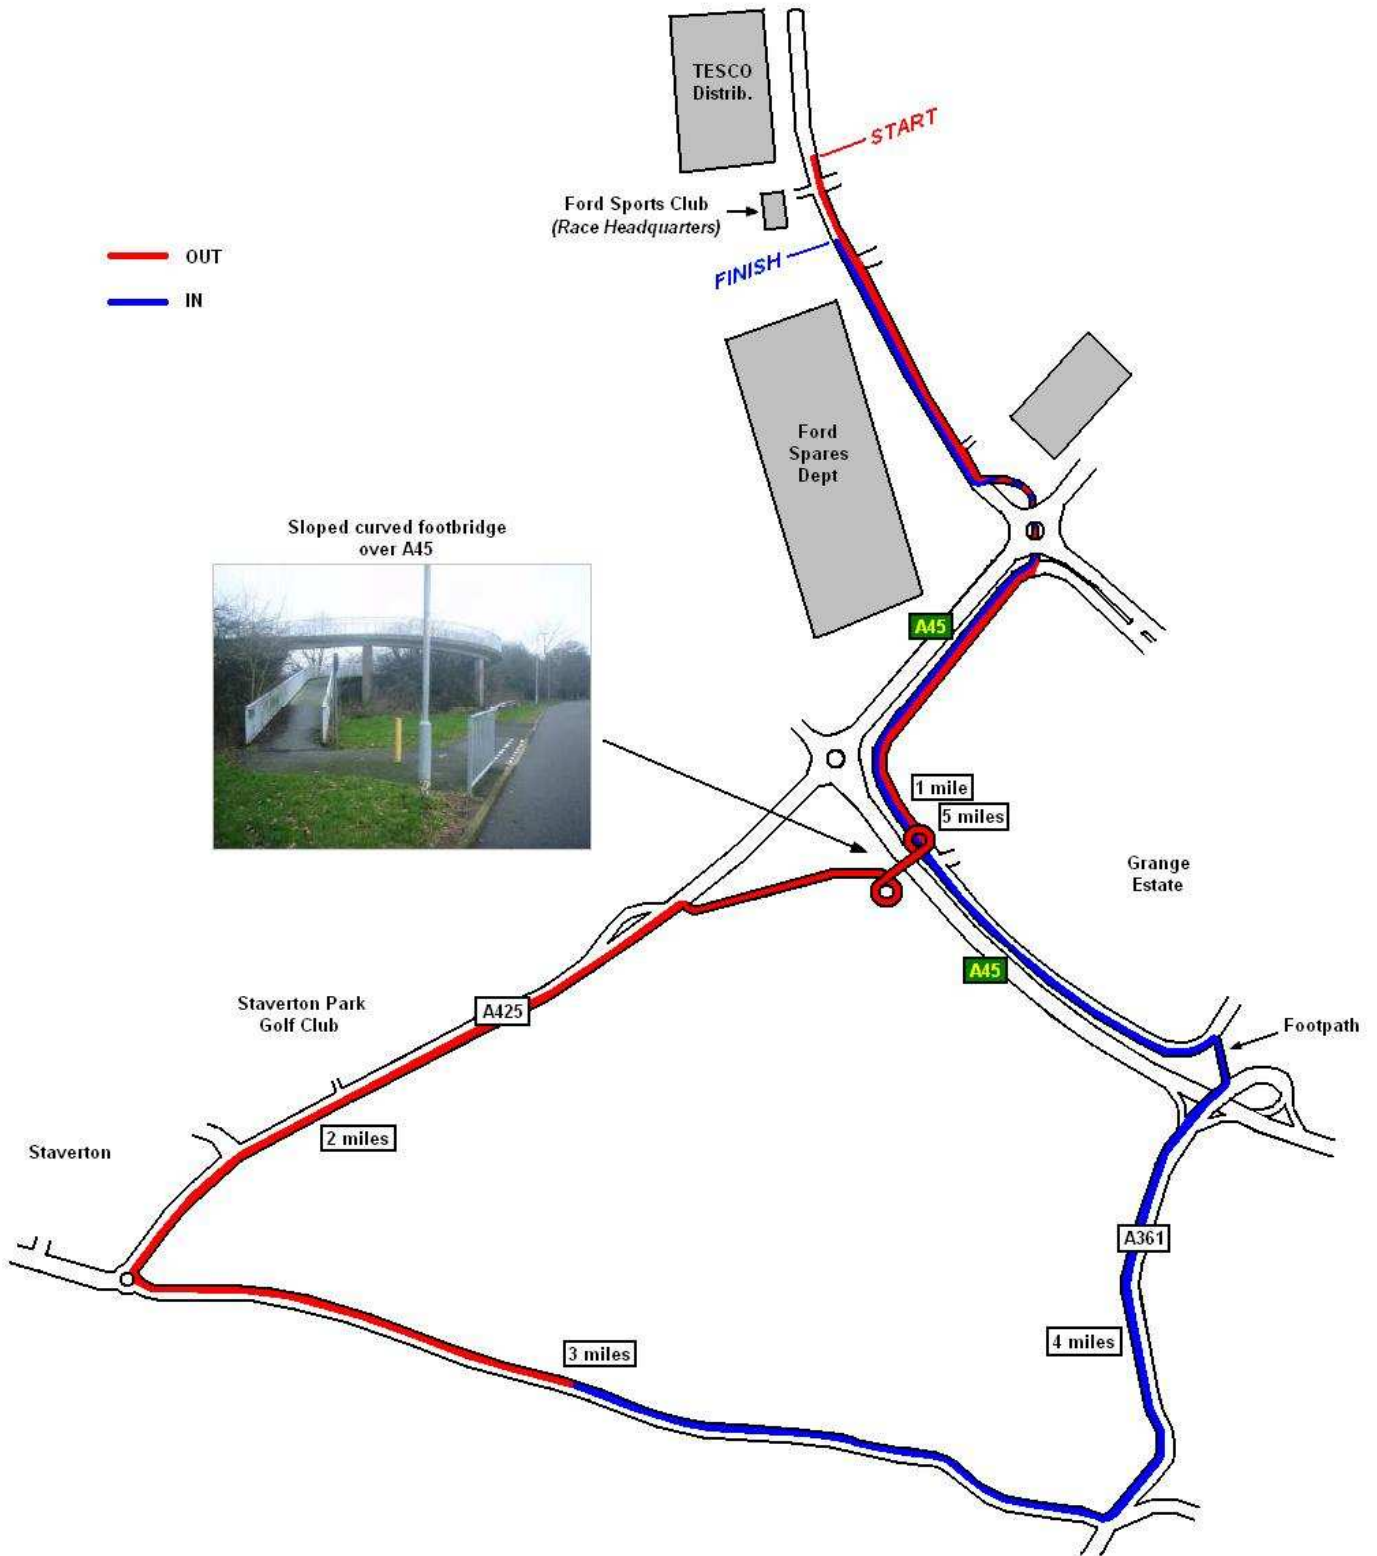 TESCO
Distrib.
START
Ford Sports Club
(Race Headquarters)
FINISH
OUT
IN
Ford
Spares
Dept
Sloped curved footbridge
over A45
A45
1 mile
5 miles
Grange
Estate
A45
Staverton Park
Golf Club
A425
Footpath
2 miles
Staverton
A361
4 miles
3 miles